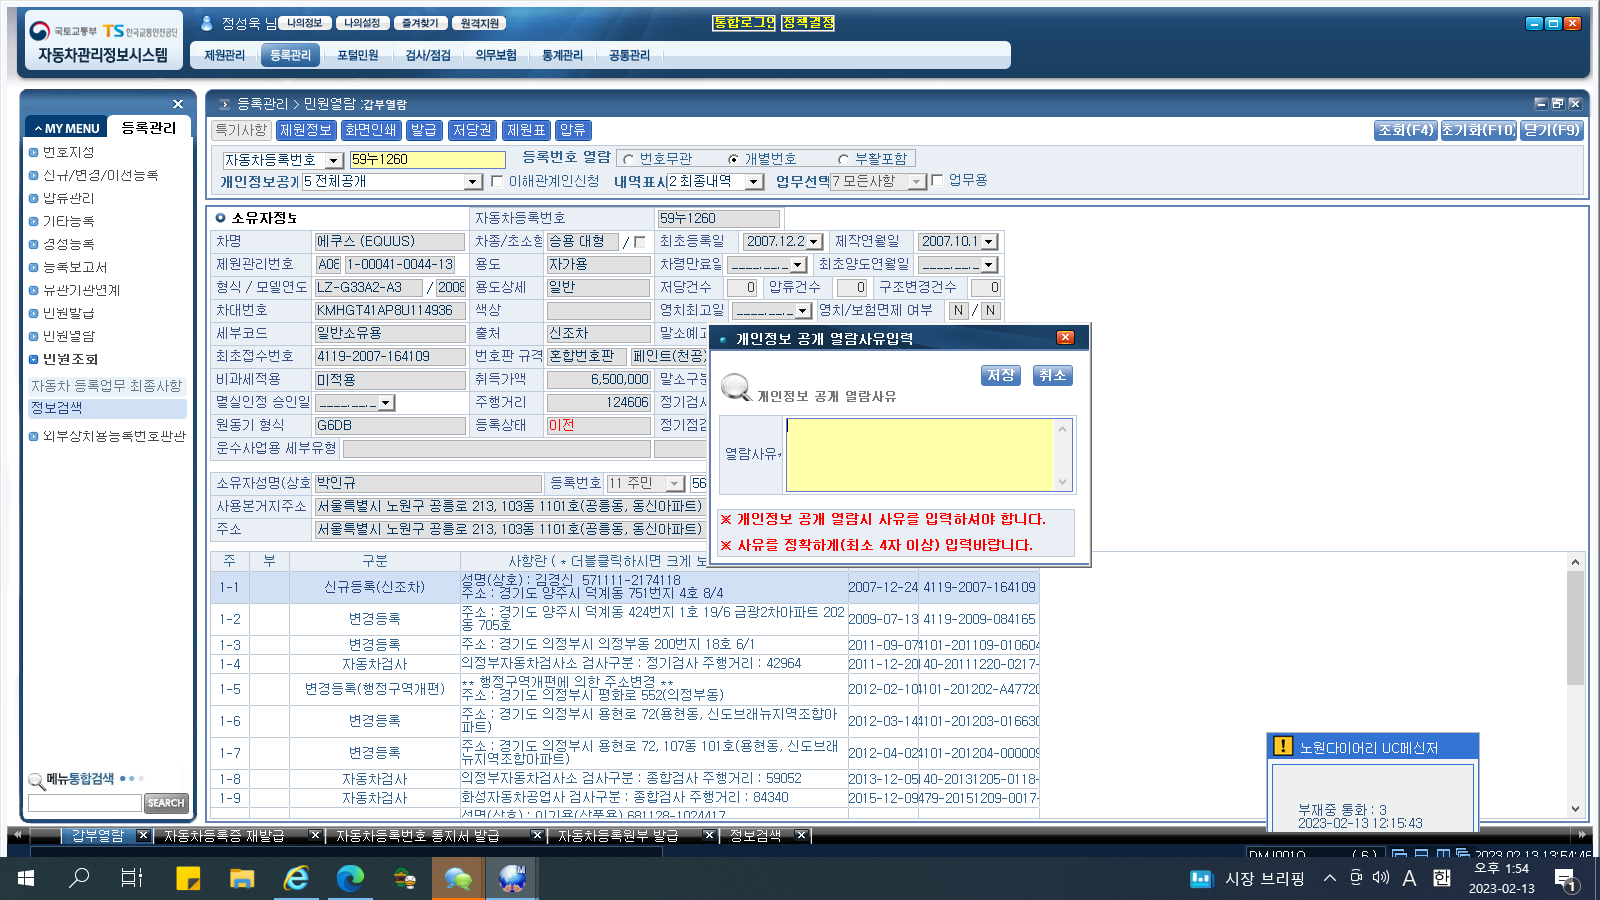 정성욱 님 나의정보 나의설정 즐겨찾기 원격지원
통합로그인 정책결정
국토교통부 TS 한국교통안전공단
자동차관리정보시스템
제원관리 등록관리 포털민원 검사/점검 의무보험 통계관리 공통관리
MY MENU 등록관리
번호지정
신규/변경/이전등록
압류관리
기타등록
경정등록
등록보고서
유관기관연계
민원발급
민원열람
민원조회
자동차 등록업무 최종사항
정보검색
외부장치용등록번호판관
메뉴통합검색
SEARCH
등록관리 > 민원열람 :갑부열람
특기사항 제원정보 화면인쇄 발급 저당권 제원표 압류
조회(F4) 초기화(F10) 닫기(F9)
자동차등록번호 59누1260 등록번호 열람 번호무관 개별번호 부활포함
개인정보공개 5 전체공개 이해관계인신청 내역표시 2 최종내역 업무선택 7 모든사항 업무용
소유자정보 자동차등록번호 59누1260
차명 에쿠스 (EQUUS) 차종/초소형 승용 대형 / 최초등록일 2007.12.2 제작연월일 2007.10.1
제원관리번호 A08 1-00041-0044-13 용도 자가용 차령만료일 ____.__._ 최초양도연월일 ____.__._
형식 / 모델연도 LZ-G33A2-A3 / 2008 용도상세 일반 저당건수 0 압류건수 0 구조변경건수 0
차대번호 KMHGT41AP8U114936 색상 영치최고일 ____.__._ 영치/보험면제 여부 N / N
세부코드 일반소유용 출처 신조차 말소예고
최초접수번호 4119-2007-164109 번호판 규격 혼합번호판 페인트(천공)
비과세적용 미적용 취득가액 6,500,000 말소구분
멸실인정 승인일 ____.__._ 주행거리 124606 정기검사
원동기 형식 G6DB 등록상태 이전 정기점검
운수사업용 세부유형
소유자성명(상호 박인규 등록번호 11 주민 56
사용본거지주소 서울특별시 노원구 공릉로 213, 103동 1101호(공릉동, 동신아파트)
주소 서울특별시 노원구 공릉로 213, 103동 1101호(공릉동, 동신아파트)
개인정보 공개 열람사유입력
저장 취소
개인정보 공개 열람사유
열람사유*
※ 개인정보 공개 열람시 사유를 입력하셔야 합니다.
※ 사유를 정확하게(최소 4자 이상) 입력바랍니다.
주 부 구분 사항란 ( * 더블클릭하시면 크게 보
1-1 신규등록(신조차) 성명(상호) : 김경신 571111-2174118 2007-12-24 4119-2007-164109
주소 : 경기도 양주시 덕계동 751번지 4호 8/4
1-2 변경등록 주소 : 경기도 양주시 덕계동 424번지 1호 19/6 금광2차아파트 202 2009-07-13 4119-2009-084165
동 705호
1-3 변경등록 주소 : 경기도 의정부시 의정부동 200번지 18호 6/1 2011-09-07 4101-201109-010604
1-4 자동차검사 의정부자동차검사소 검사구분 : 정기검사 주행거리 : 42964 2011-12-20 140-20111220-0217-
1-5 변경등록(행정구역개편) ** 행정구역개편에 의한 주소변경 ** 2012-02-10 4101-201202-A47720
주소 : 경기도 의정부시 평화로 552(의정부동)
1-6 변경등록 주소 : 경기도 의정부시 용현로 72(용현동, 신도브래뉴지역조합아 2012-03-14 4101-201203-016630
파트)
1-7 변경등록 주소 : 경기도 의정부시 용현로 72, 107동 101호(용현동, 신도브래 2012-04-02 4101-201204-000009
뉴지역조합아파트)
1-8 자동차검사 의정부자동차검사소 검사구분 : 종합검사 주행거리 : 59052 2013-12-05 140-20131205-0118-
1-9 자동차검사 화성자동차공업사 검사구분 : 종합검사 주행거리 : 84340 2015-12-09 479-20151209-0017-
노원다이어리 UC메신저
부재중 통화 : 3
2023-02-13 12:15:43
갑부열람 자동차등록증 재발급 자동차등록번호 통지서 발급 자동차등록원부 발급 정보검색
( 6 ) 2023.02.13 13:54:46
시장 브리핑 A 한 오후 1:54
2023-02-13
1